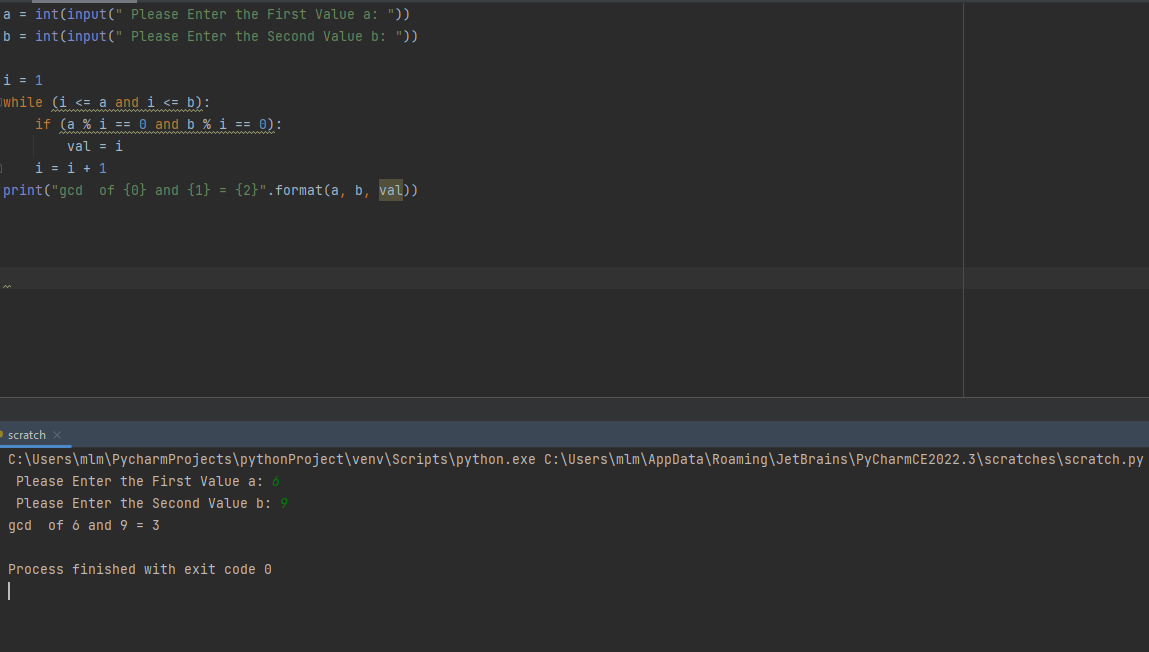 a = int(input(" Please Enter the First Value a: "))
b = int(input(" Please Enter the Second Value b: "))
i = 1
while (i <= a and i <= b):
    if (a % i == 0 and b % i == 0):
        val = i
    i = i + 1
print("gcd  of {0} and {1} = {2}".format(a, b, val))
scratch
C:\Users\mlm\PycharmProjects\pythonProject\venv\Scripts\python.exe C:\Users\mlm\AppData\Roaming\JetBrains\PyCharmCE2022.3\scratches\scratch.py
 Please Enter the First Value a: 6
 Please Enter the Second Value b: 9
gcd  of 6 and 9 = 3
Process finished with exit code 0